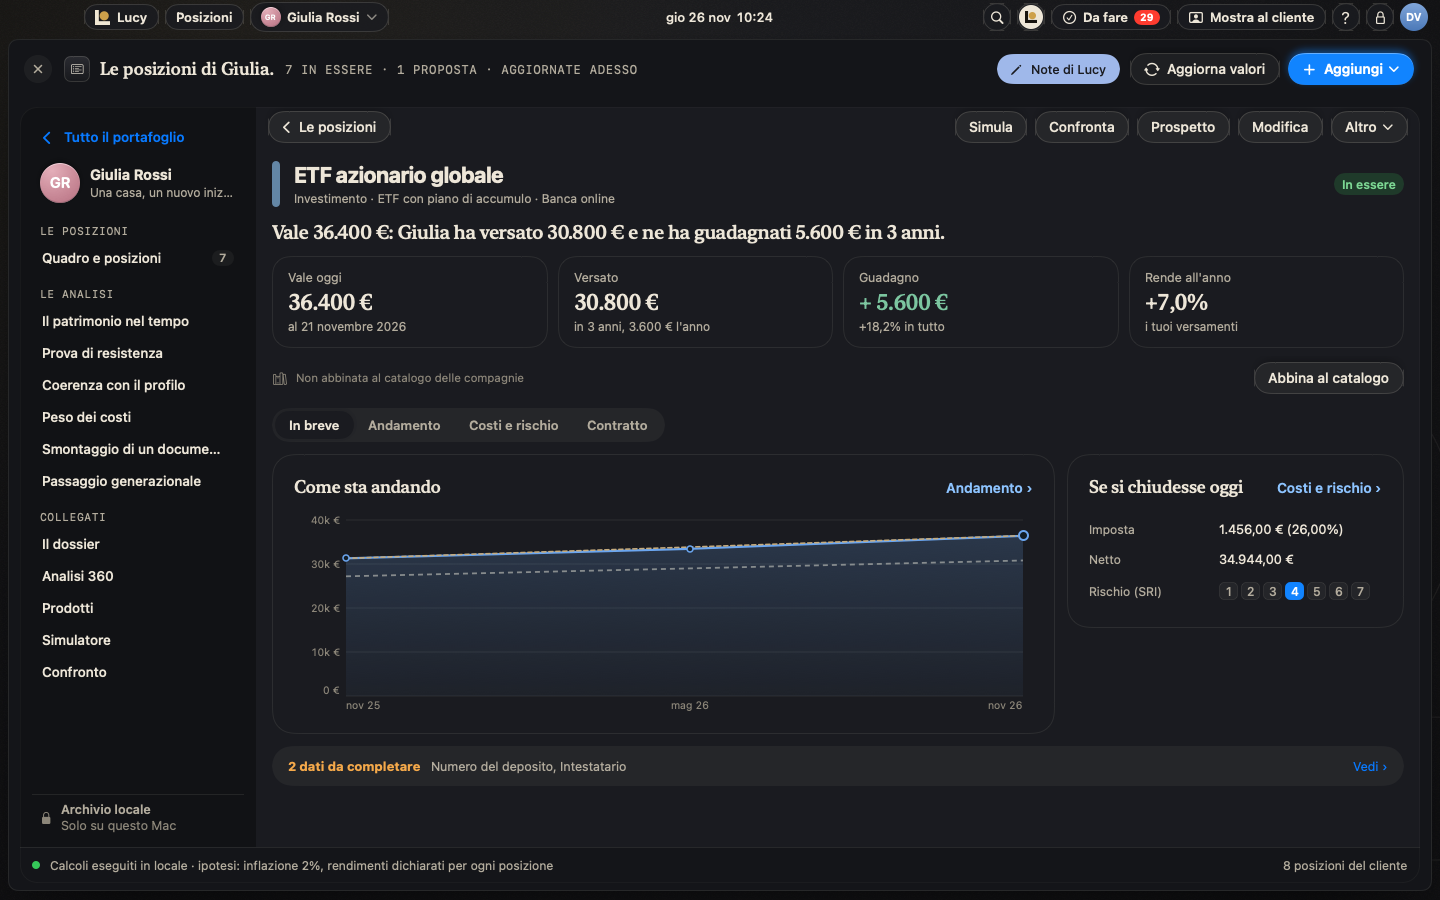 Lucy
Posizioni
GR Giulia Rossi
gio 26 nov 10:24
Da fare 29
Mostra al cliente
?
DV
Le posizioni di Giulia. 7 IN ESSERE · 1 PROPOSTA · AGGIORNATE ADESSO
Note di Lucy
Aggiorna valori
+ Aggiungi
Tutto il portafoglio
GR
Giulia Rossi
Una casa, un nuovo iniz...
LE POSIZIONI
Quadro e posizioni 7
LE ANALISI
Il patrimonio nel tempo
Prova di resistenza
Coerenza con il profilo
Peso dei costi
Smontaggio di un docume...
Passaggio generazionale
COLLEGATI
Il dossier
Analisi 360
Prodotti
Simulatore
Confronto
Archivio locale
Solo su questo Mac
Le posizioni
Simula
Confronta
Prospetto
Modifica
Altro
ETF azionario globale
Investimento · ETF con piano di accumulo · Banca online
In essere
Vale 36.400 €: Giulia ha versato 30.800 € e ne ha guadagnati 5.600 € in 3 anni.
Vale oggi
36.400 €
al 21 novembre 2026
Versato
30.800 €
in 3 anni, 3.600 € l'anno
Guadagno
+ 5.600 €
+18,2% in tutto
Rende all'anno
+7,0%
i tuoi versamenti
Non abbinata al catalogo delle compagnie
Abbina al catalogo
In breve
Andamento
Costi e rischio
Contratto
Come sta andando
Andamento ›
40k €
30k €
20k €
10k €
0 €
nov 25
mag 26
nov 26
Se si chiudesse oggi
Costi e rischio ›
Imposta 1.456,00 € (26,00%)
Netto 34.944,00 €
Rischio (SRI) 1 2 3 4 5 6 7
2 dati da completare Numero del deposito, Intestatario
Vedi ›
Calcoli eseguiti in locale · ipotesi: inflazione 2%, rendimenti dichiarati per ogni posizione
8 posizioni del cliente